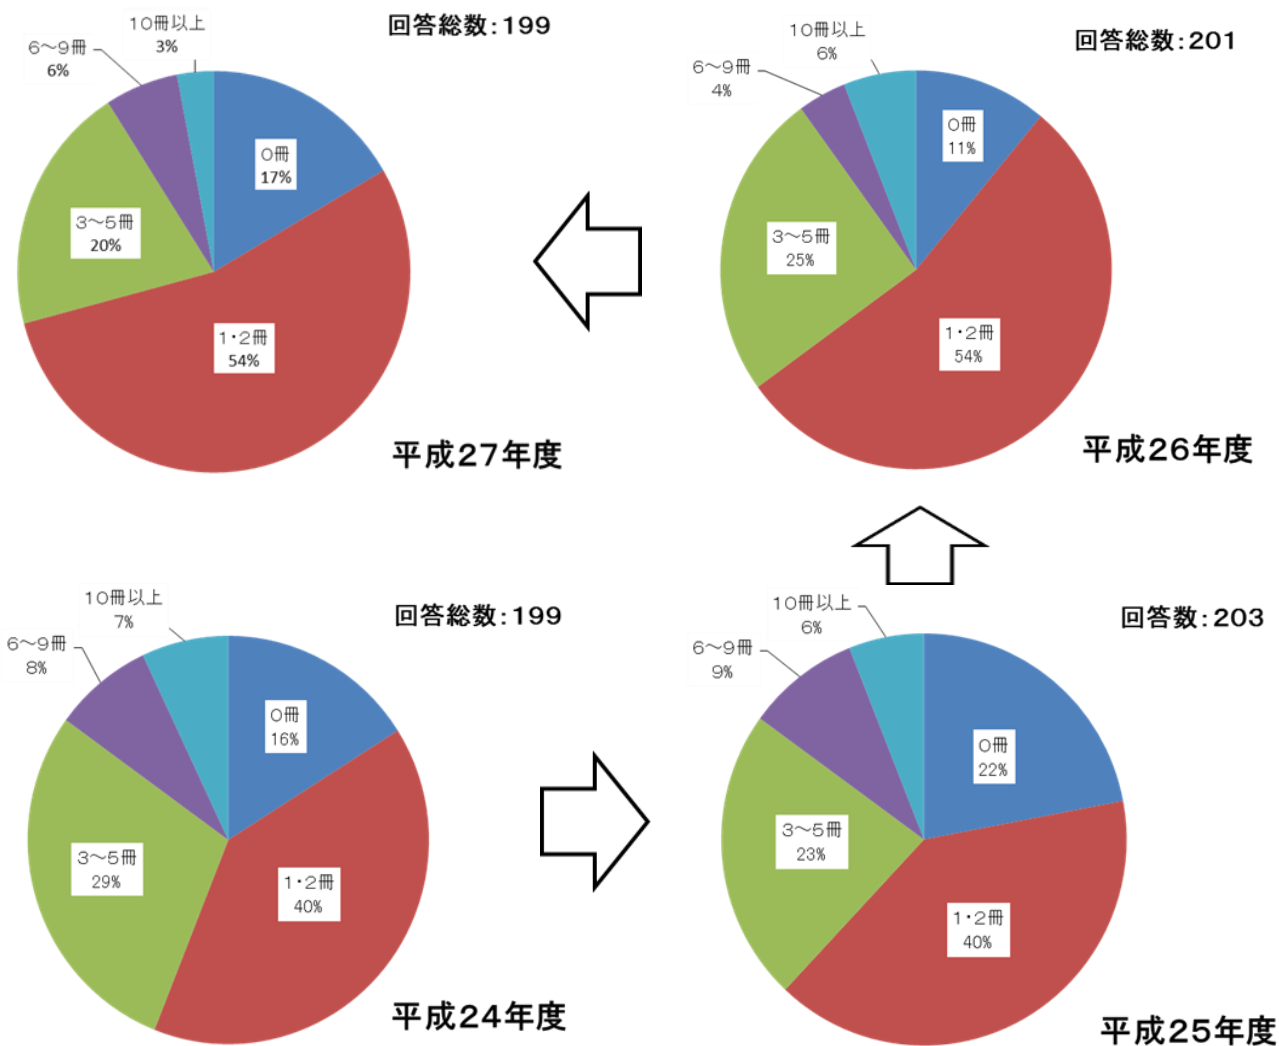 回答総数:199
10冊以上
3%
6～9冊
6%
0冊
17%
3～5冊
20%
1・2冊
54%
平成27年度
回答総数:201
10冊以上
6%
6～9冊
4%
0冊
11%
3～5冊
25%
1・2冊
54%
平成26年度
回答総数:199
10冊以上
7%
6～9冊
8%
0冊
16%
3～5冊
29%
1・2冊
40%
平成24年度
回答数:203
10冊以上
6%
6～9冊
9%
0冊
22%
3～5冊
23%
1・2冊
40%
平成25年度